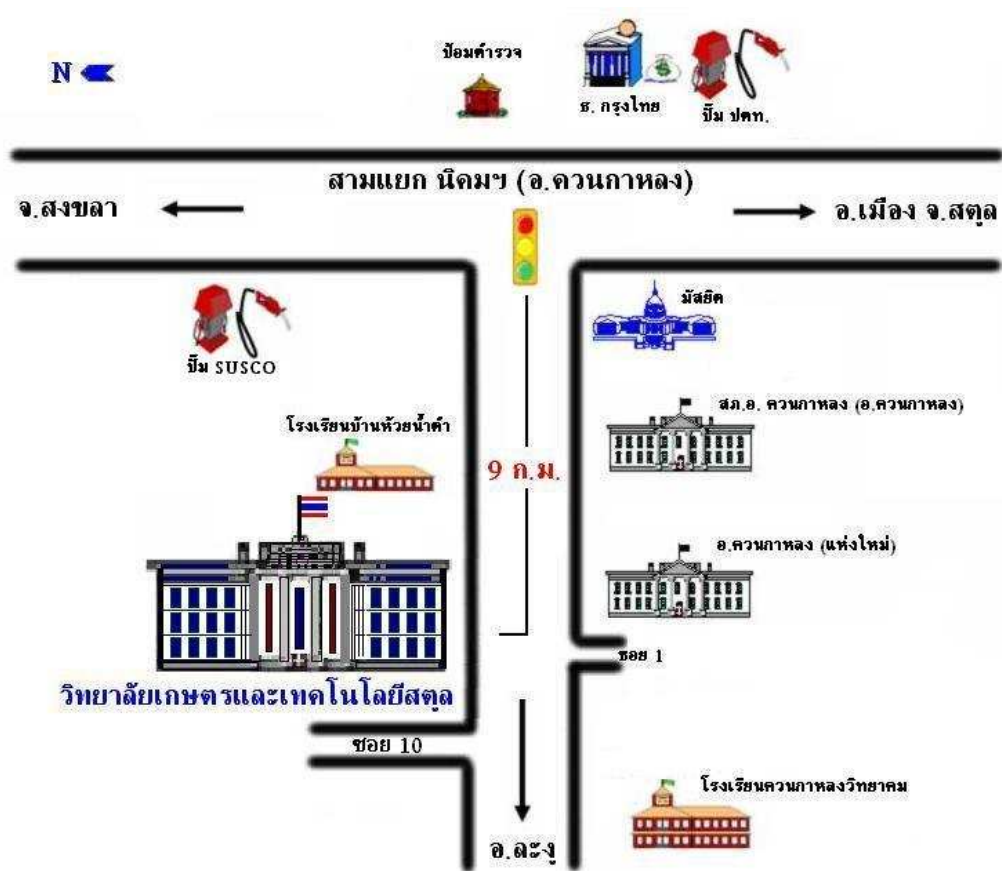 ป้อมตำรวจ
N
ธ. กรุงไทย
ปั๊ม ปตท.
สามแยก นิคมฯ (อ.ควนกาหลง)
จ.สงขลา
อ.เมือง จ.สตูล
มัสยิด
ปั๊ม SUSCO
สภ.อ. ควนกาหลง (อ.ควนกาหลง)
โรงเรียนบ้านห้วยน้ำดำ
9 ก.ม.
อ.ควนกาหลง (แห่งใหม่)
ซอย 1
วิทยาลัยเกษตรและเทคโนโลยีสตูล
ซอย 10
โรงเรียนควนกาหลงวิทยาคม
อ.ละงู